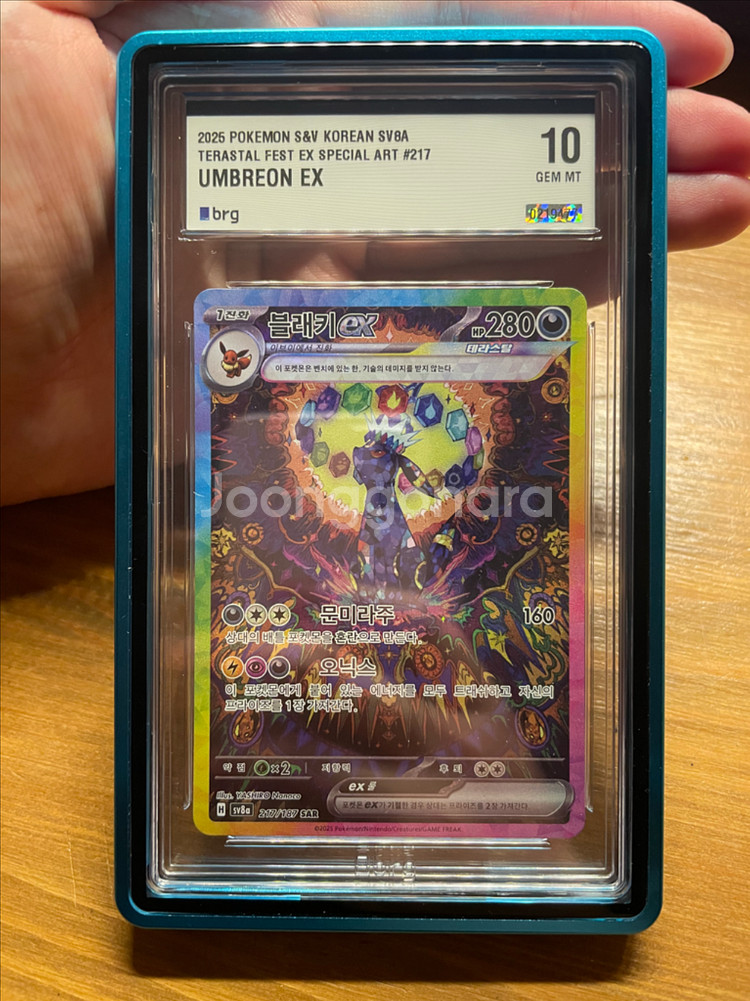 2025 POKEMON S&V KOREAN SV8A
TERASTAL FEST EX SPECIAL ART #217
UMBREON EX
10
GEM MT
brg
1진화
블래키ex
HP280
이브이에서 진화
테라스탈
이 포켓몬은 벤치에 있는 한, 기술의 데미지를 받지 않는다.
Joonggonara
문미라주 160
상대의 배틀 포켓몬을 혼란으로 만든다.
오닉스
이 포켓몬에게 붙어 있는 에너지를 모두 트래쉬하고 자신의
프라이즈를 1장 가져간다.
약점 ×2 저항력 후퇴
ex 룰
포켓몬 ex가 기절한 경우 상대는 프라이즈를 2장 가져간다.
Illus. YASHIRO Nanaco
H sv8a 217/187 SAR
©2025 Pokémon/Nintendo/Creatures/GAME FREAK.